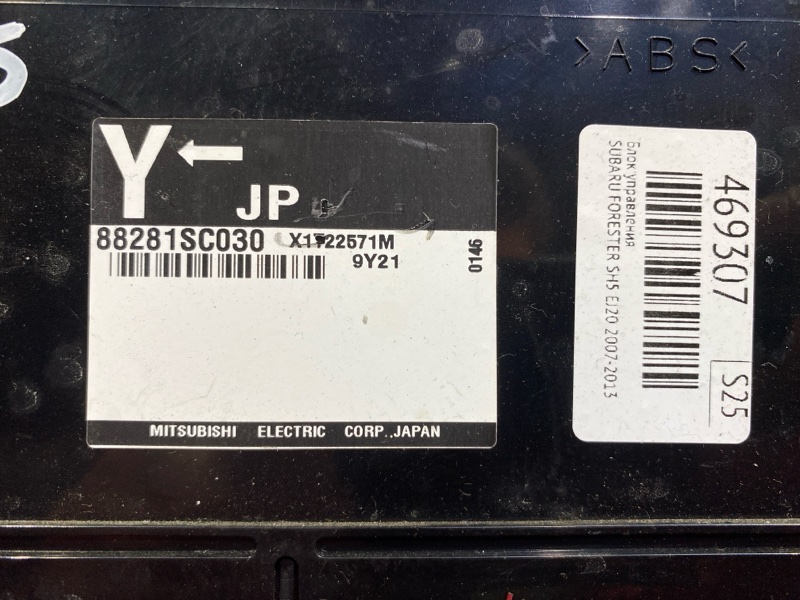 >ABS<
Y←
JP
88281SC030 X1T22571M
9Y21
0146
MITSUBISHI ELECTRIC CORP.,JAPAN
469307
S25
Блок управления
SUBARU FORESTER SH5 EJ20 2007-2013